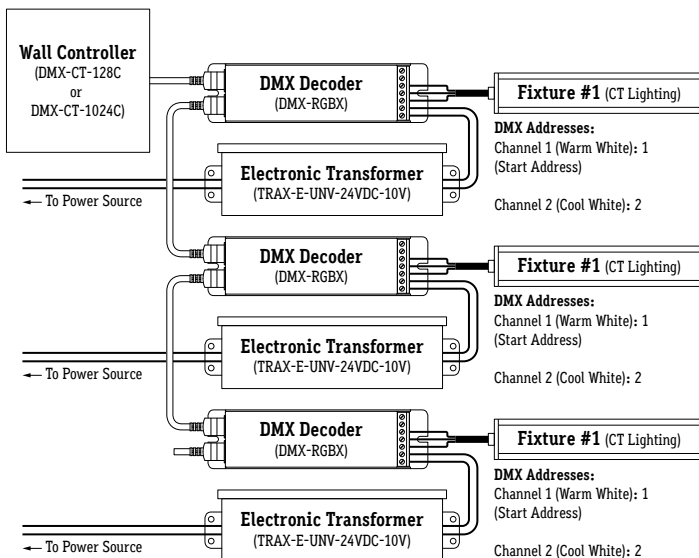 Wall Controller
(DMX-CT-128C
or
DMX-CT-1024C)
DMX Decoder
(DMX-RGBX)
Fixture #1 (CT Lighting)
DMX Addresses:
Channel 1 (Warm White): 1
(Start Address)
Channel 2 (Cool White): 2
Electronic Transformer
(TRAX-E-UNV-24VDC-10V)
← To Power Source
DMX Decoder
(DMX-RGBX)
Fixture #1 (CT Lighting)
DMX Addresses:
Channel 1 (Warm White): 1
(Start Address)
Channel 2 (Cool White): 2
Electronic Transformer
(TRAX-E-UNV-24VDC-10V)
← To Power Source
DMX Decoder
(DMX-RGBX)
Fixture #1 (CT Lighting)
DMX Addresses:
Channel 1 (Warm White): 1
(Start Address)
Channel 2 (Cool White): 2
Electronic Transformer
(TRAX-E-UNV-24VDC-10V)
← To Power Source